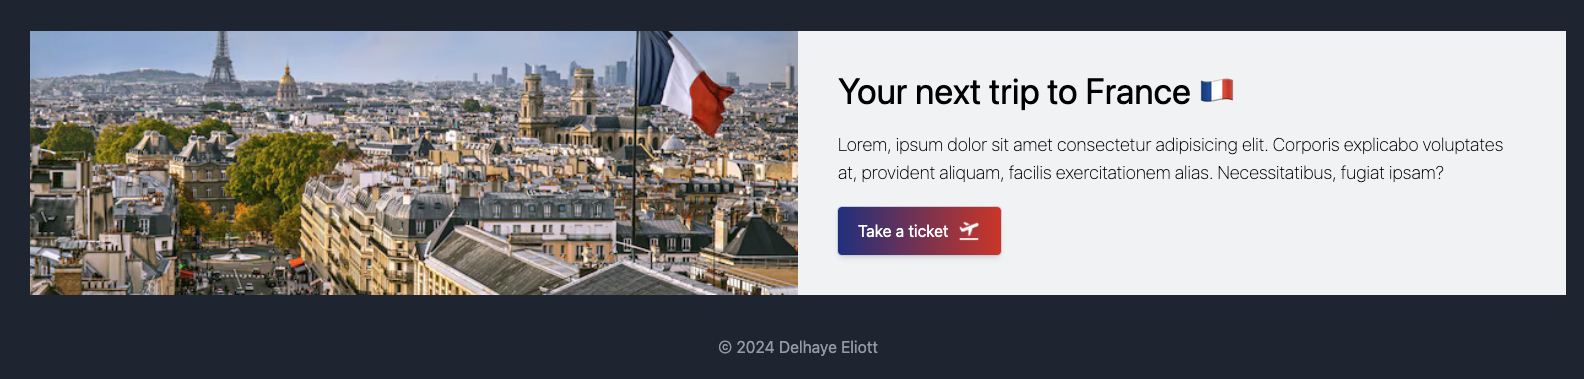 Your next trip to France 🇫🇷
Lorem, ipsum dolor sit amet consectetur adipisicing elit. Corporis explicabo voluptates
at, provident aliquam, facilis exercitationem alias. Necessitatibus, fugiat ipsam?
Take a ticket
© 2024 Delhaye Eliott